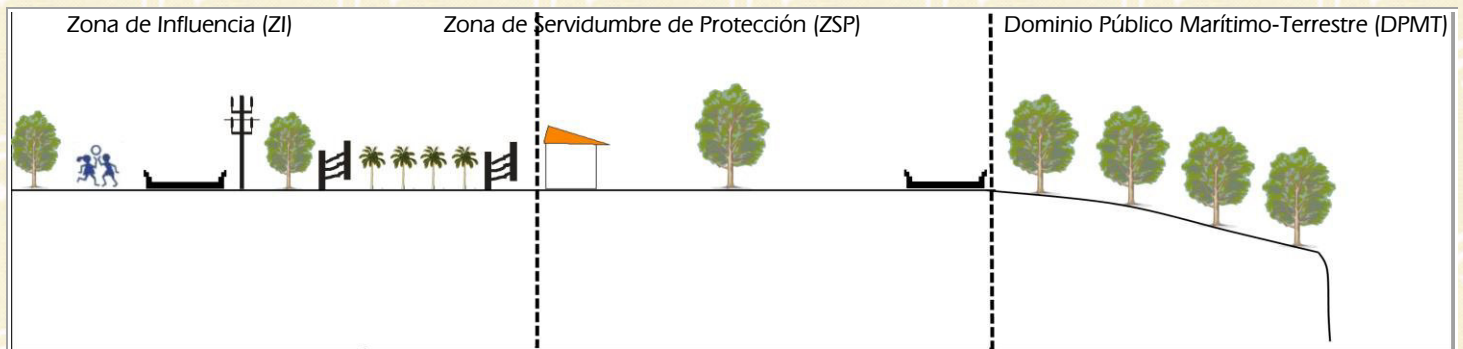 Zona de Influencia (ZI) Zona de Servidumbre de Protección (ZSP) Dominio Público Marítimo-Terrestre (DPMT)